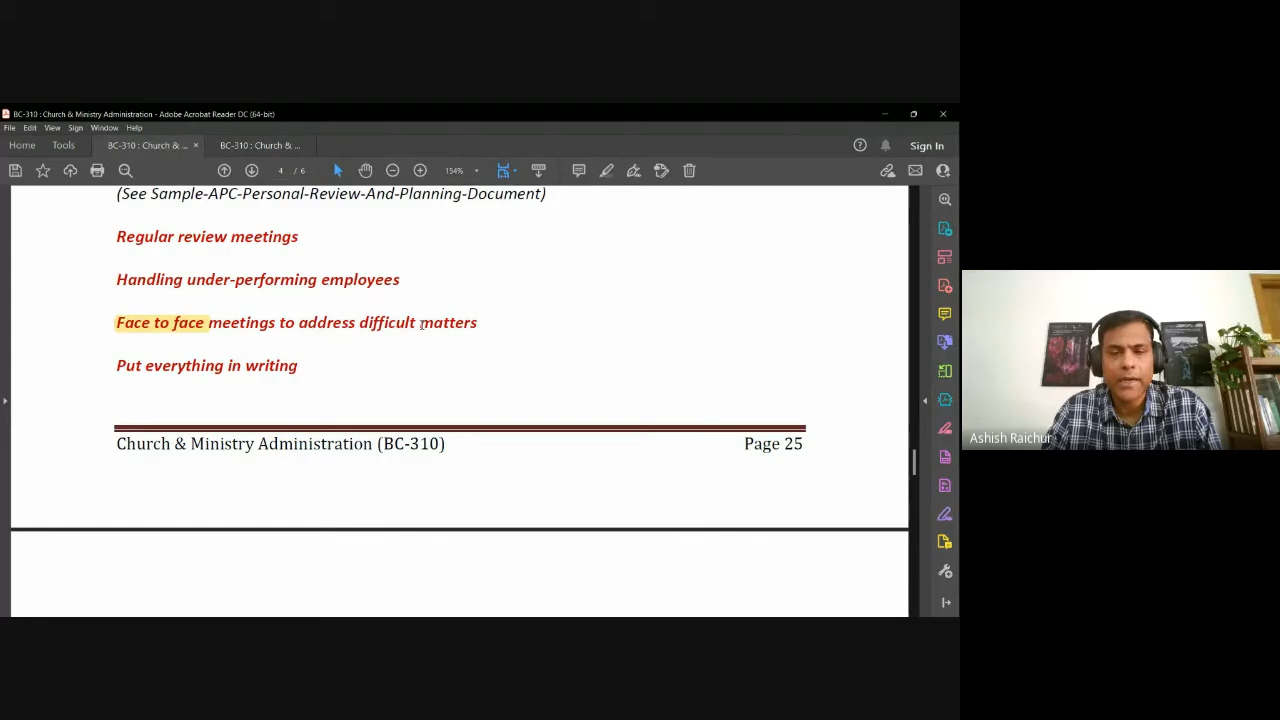 BC-310 : Church & Ministry Administration - Adobe Acrobat Reader DC (64-bit)
File Edit View Sign Window Help
Home Tools BC-310 : Church & ... × BC-310 : Church & ... Sign In
4 / 6 154%
(See Sample-APC-Personal-Review-And-Planning-Document)
Regular review meetings
Handling under-performing employees
Face to face meetings to address difficult matters
Put everything in writing
Church & Ministry Administration (BC-310) Page 25
Ashish Raichur